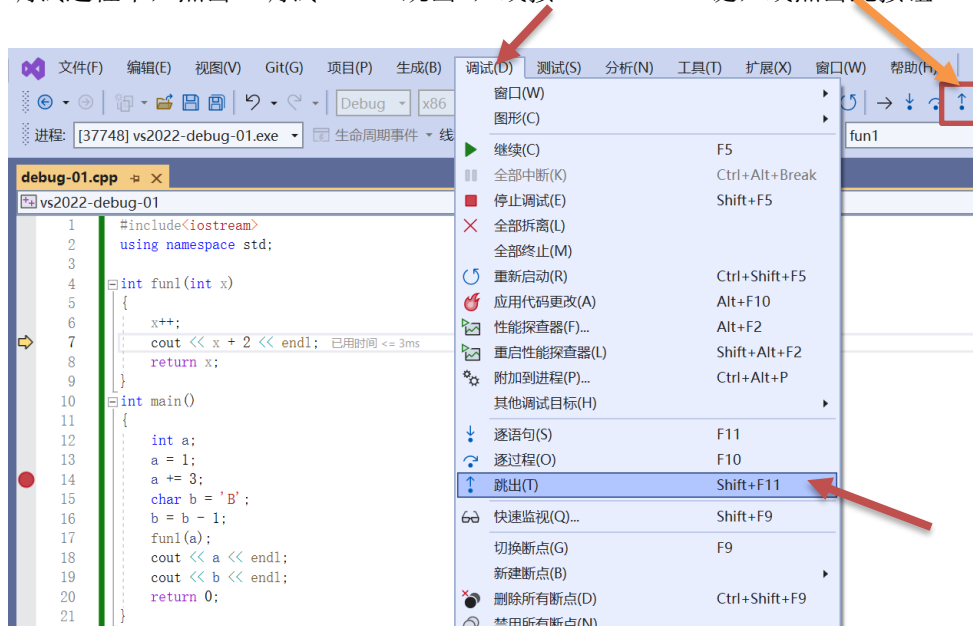 文件(F) 编辑(E) 视图(V) Git(G) 项目(P) 生成(B) 调试(D) 测试(S) 分析(N) 工具(T) 扩展(X) 窗口(W) 帮助(H)
Debug x86
进程: [37748] vs2022-debug-01.exe 生命周期事件 线 fun1
debug-01.cpp
vs2022-debug-01
1 #include<iostream>
2 using namespace std;
3
4 int fun1(int x)
5 {
6 x++;
7 cout << x + 2 << endl; 已用时间 <= 3ms
8 return x;
9 }
10 int main()
11 {
12 int a;
13 a = 1;
14 a += 3;
15 char b = 'B';
16 b = b - 1;
17 fun1(a);
18 cout << a << endl;
19 cout << b << endl;
20 return 0;
21 }
窗口(W)
图形(C)
继续(C) F5
全部中断(K) Ctrl+Alt+Break
停止调试(E) Shift+F5
全部拆离(L)
全部终止(M)
重新启动(R) Ctrl+Shift+F5
应用代码更改(A) Alt+F10
性能探查器(F)... Alt+F2
重启性能探查器(L) Shift+Alt+F2
附加到进程(P)... Ctrl+Alt+P
其他调试目标(H)
逐语句(S) F11
逐过程(O) F10
跳出(T) Shift+F11
快速监视(Q)... Shift+F9
切换断点(G) F9
新建断点(B)
删除所有断点(D) Ctrl+Shift+F9
禁用所有断点(N)